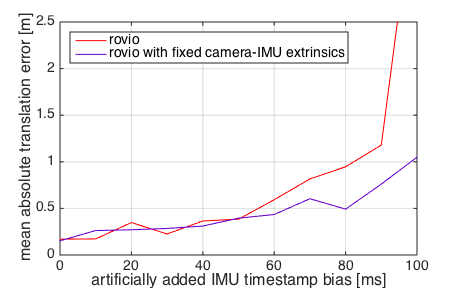 mean absolute translation error [m]
2.5
2
1.5
1
0.5
0
rovio
rovio with fixed camera-IMU extrinsics
0 20 40 60 80 100
artificially added IMU timestamp bias [ms]